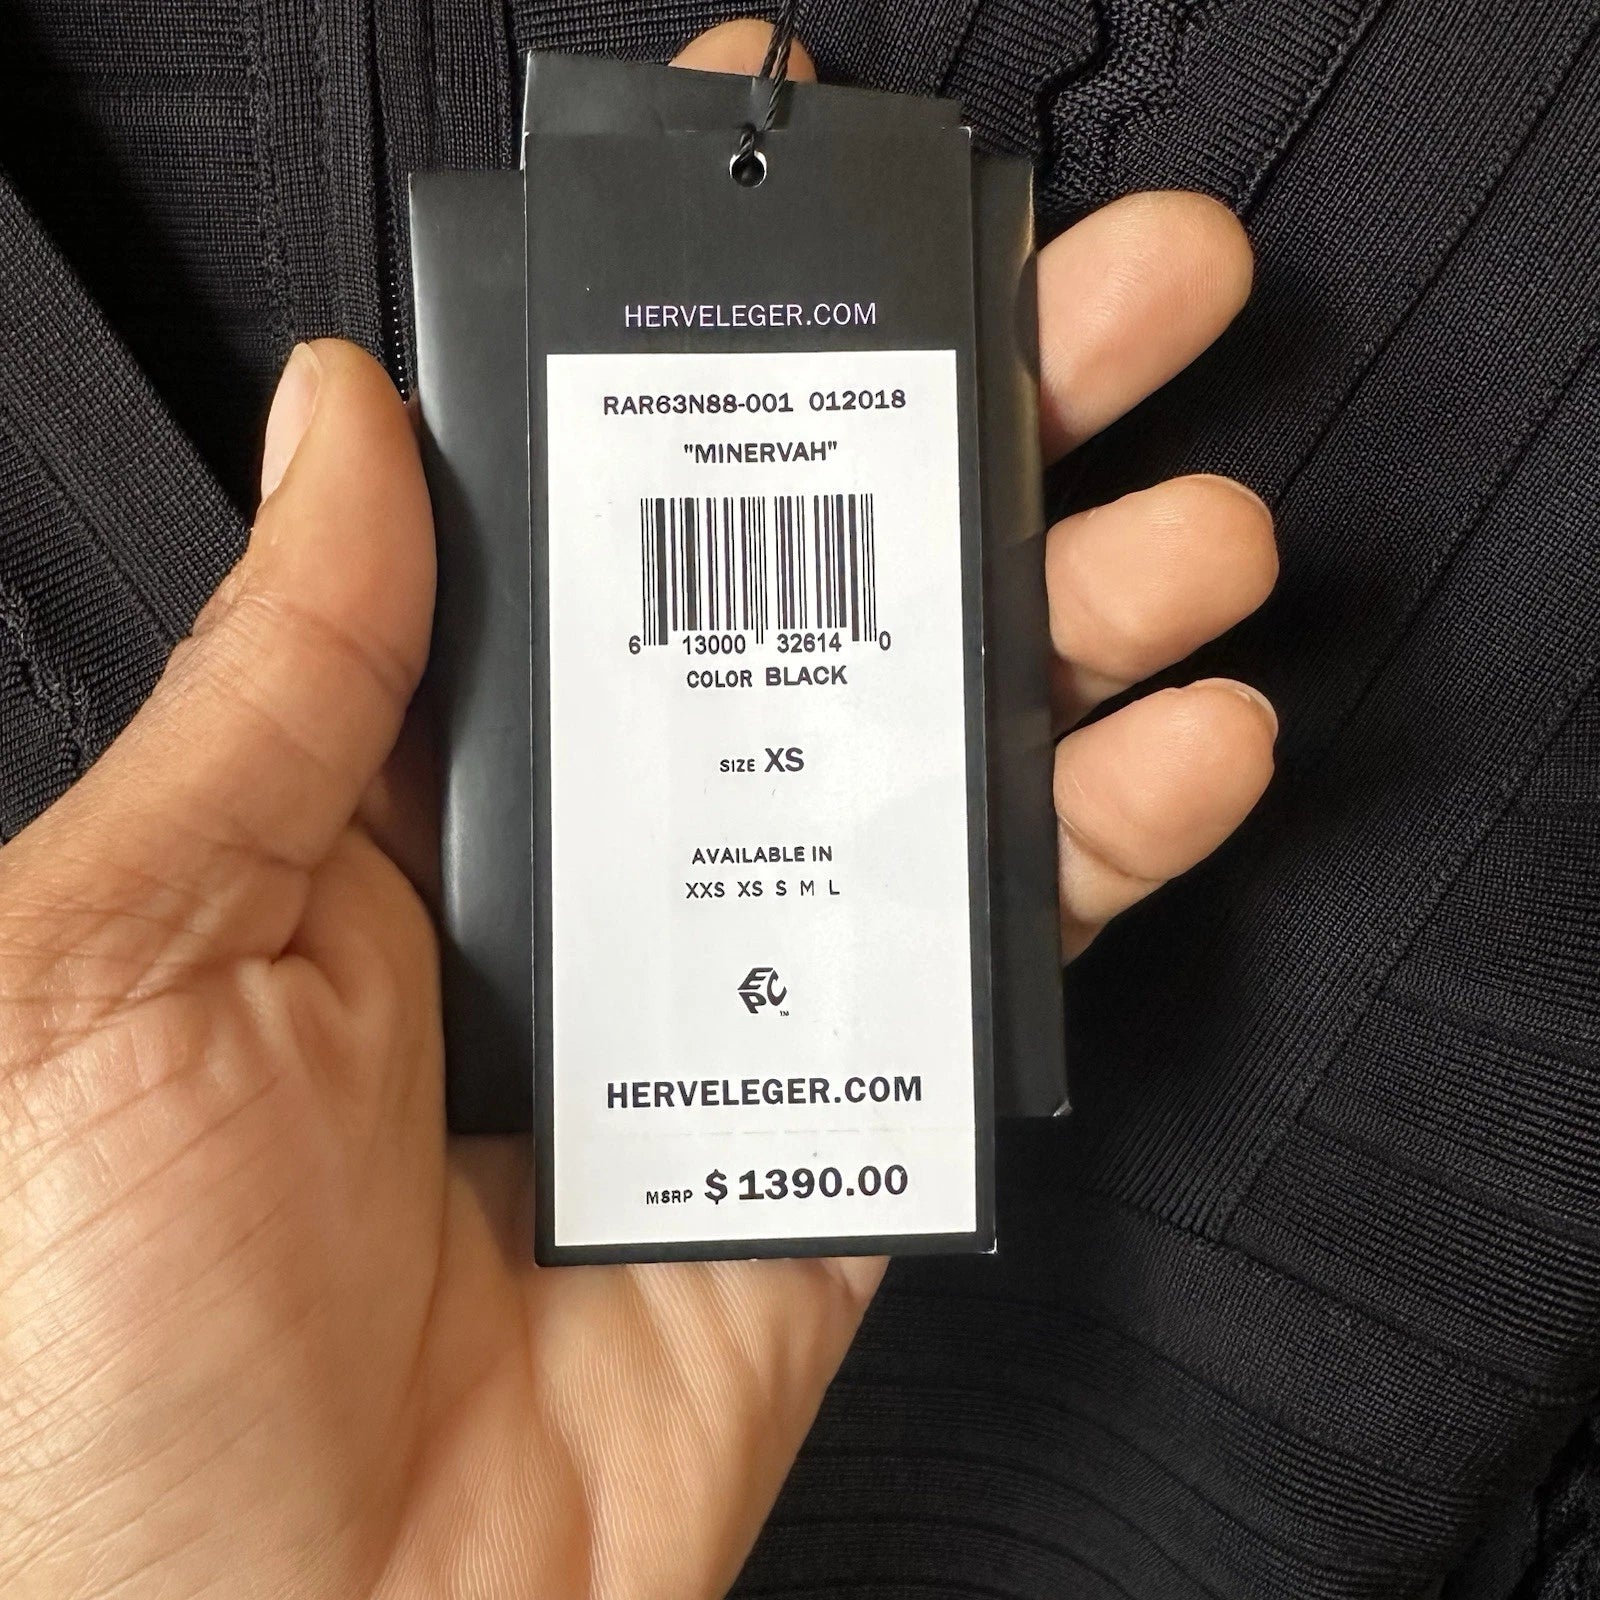 HERVELEGER.COM
RAR63N88-001 012018
"MINERVAH"
6 13000 32614 0
COLOR BLACK
SIZE XS
AVAILABLE IN
XXS XS S M L
EPC™
HERVELEGER.COM
MSRP $ 1390.00